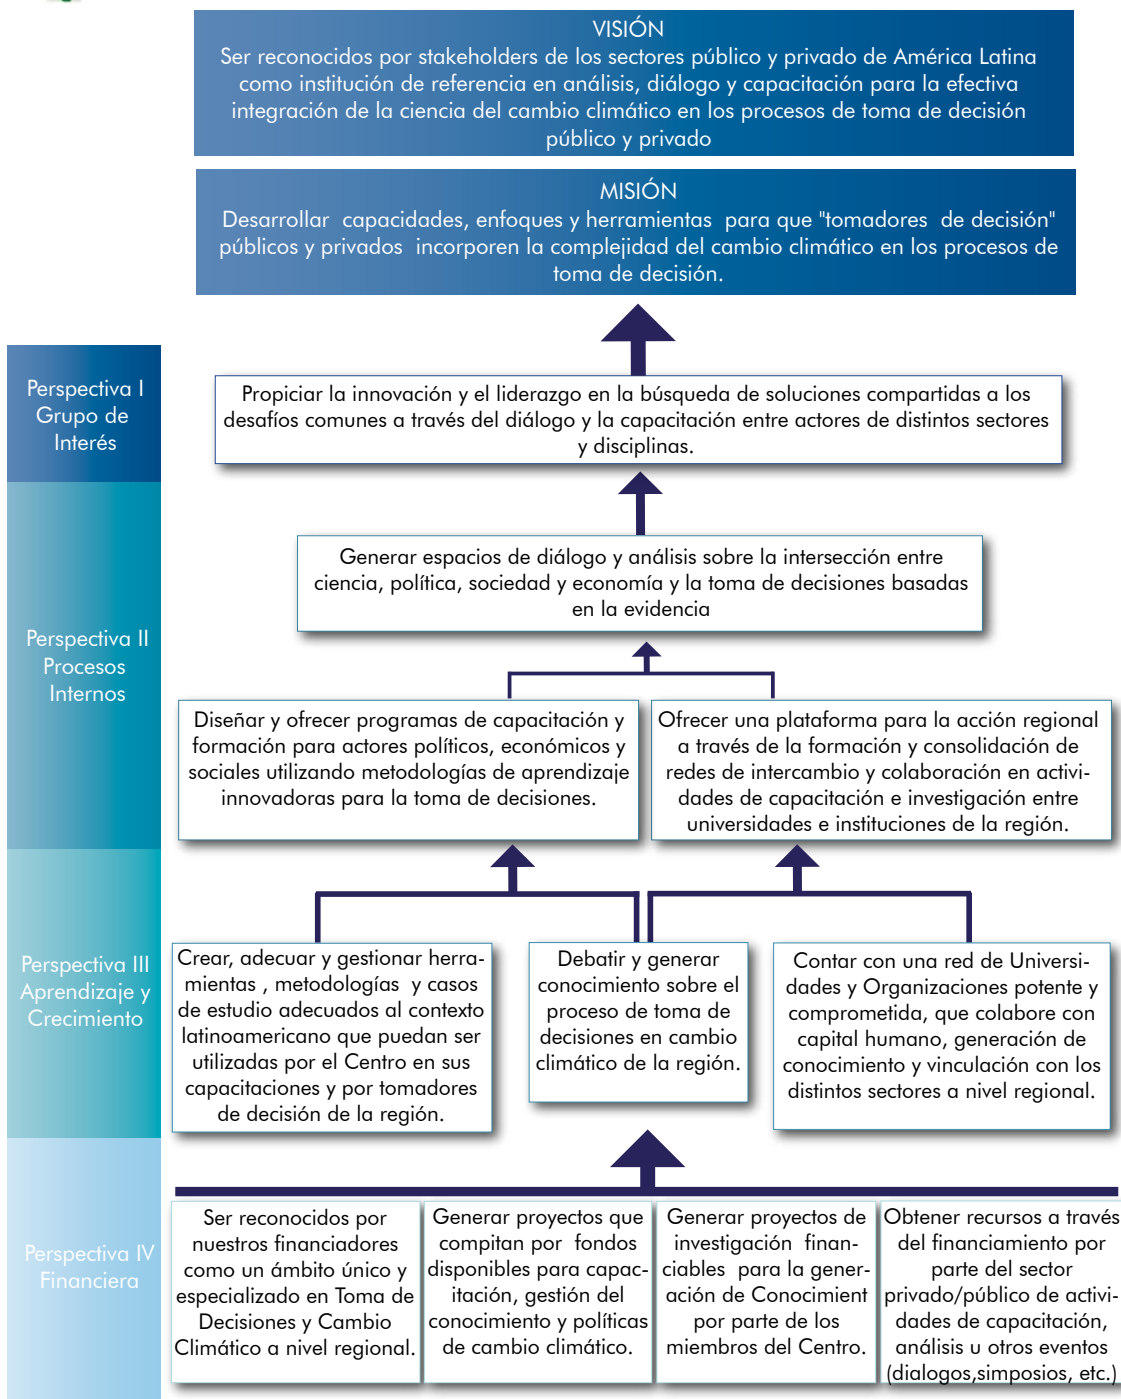 VISIÓN
Ser reconocidos por stakeholders de los sectores público y privado de América Latina
como institución de referencia en análisis, diálogo y capacitación para la efectiva
integración de la ciencia del cambio climático en los procesos de toma de decisión
público y privado
MISIÓN
Desarrollar capacidades, enfoques y herramientas para que "tomadores de decisión"
públicos y privados incorporen la complejidad del cambio climático en los procesos de
toma de decisión.
Perspectiva I
Grupo de
Interés
Propiciar la innovación y el liderazgo en la búsqueda de soluciones compartidas a los
desafíos comunes a través del diálogo y la capacitación entre actores de distintos sectores
y disciplinas.
Perspectiva II
Procesos
Internos
Generar espacios de diálogo y análisis sobre la intersección entre
ciencia, política, sociedad y economía y la toma de decisiones basadas
en la evidencia
Diseñar y ofrecer programas de capacitación y
formación para actores políticos, económicos y
sociales utilizando metodologías de aprendizaje
innovadoras para la toma de decisiones.
Ofrecer una plataforma para la acción regional
a través de la formación y consolidación de
redes de intercambio y colaboración en activi-
dades de capacitación e investigación entre
universidades e instituciones de la región.
Perspectiva III
Aprendizaje y
Crecimiento
Crear, adecuar y gestionar herra-
mientas , metodologías y casos
de estudio adecuados al contexto
latinoamericano que puedan ser
utilizadas por el Centro en sus
capacitaciones y por tomadores
de decisión de la región.
Debatir y generar
conocimiento sobre el
proceso de toma de
decisiones en cambio
climático de la región.
Contar con una red de Universi-
dades y Organizaciones potente y
comprometida, que colabore con
capital humano, generación de
conocimiento y vinculación con los
distintos sectores a nivel regional.
Perspectiva IV
Financiera
Ser reconocidos por
nuestros financiadores
como un ámbito único y
especializado en Toma de
Decisiones y Cambio
Climático a nivel regional.
Generar proyectos que
compitan por fondos
disponibles para capac-
itación, gestión del
conocimiento y políticas
de cambio climático.
Generar proyectos de
investigación finan-
ciables para la gener-
ación de Conocimient
por parte de los
miembros del Centro.
Obtener recursos a través
del financiamiento por
parte del sector
privado/público de activi-
dades de capacitación,
análisis u otros eventos
(dialogos,simposios, etc.)